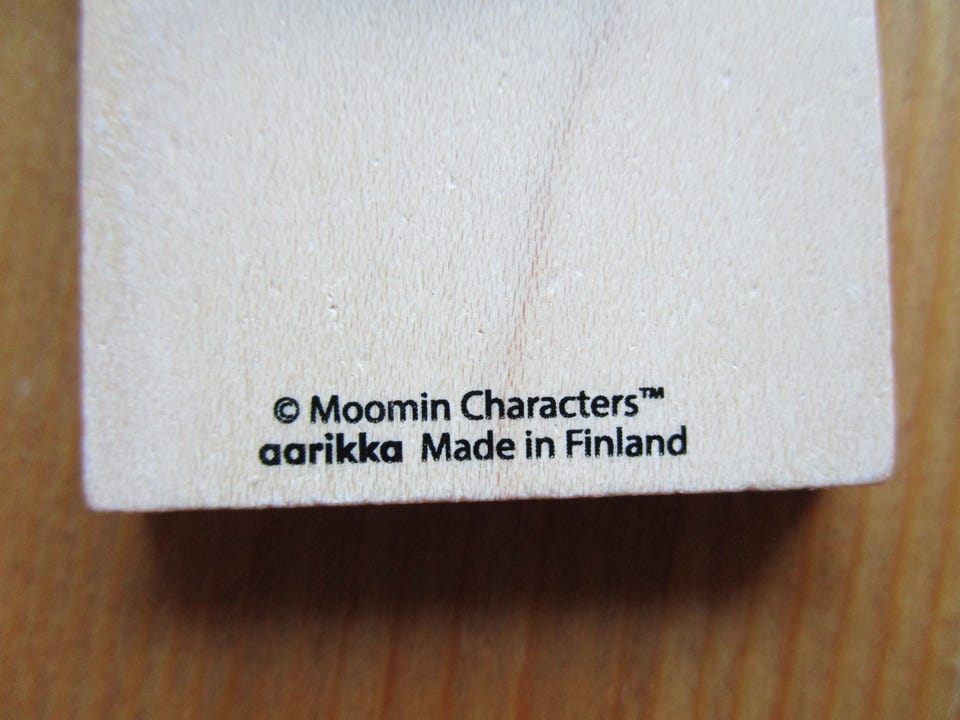 © Moomin Characters™
aarikka Made in Finland